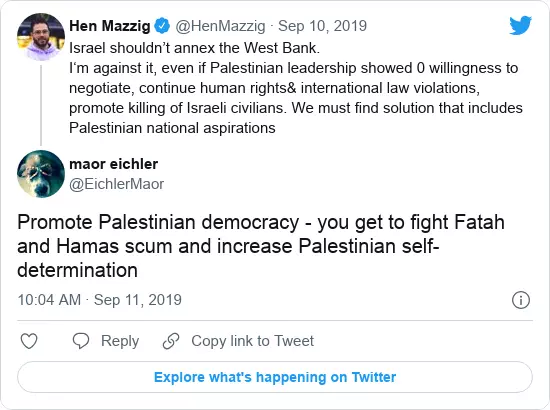 Hen Mazzig @HenMazzig · Sep 10, 2019
Israel shouldn't annex the West Bank.
I'm against it, even if Palestinian leadership showed 0 willingness to
negotiate, continue human rights& international law violations,
promote killing of Israeli civilians. We must find solution that includes
Palestinian national aspirations
maor eichler
@EichlerMaor
Promote Palestinian democracy - you get to fight Fatah
and Hamas scum and increase Palestinian self-
determination
10:04 AM · Sep 11, 2019
Reply Copy link to Tweet
Explore what's happening on Twitter